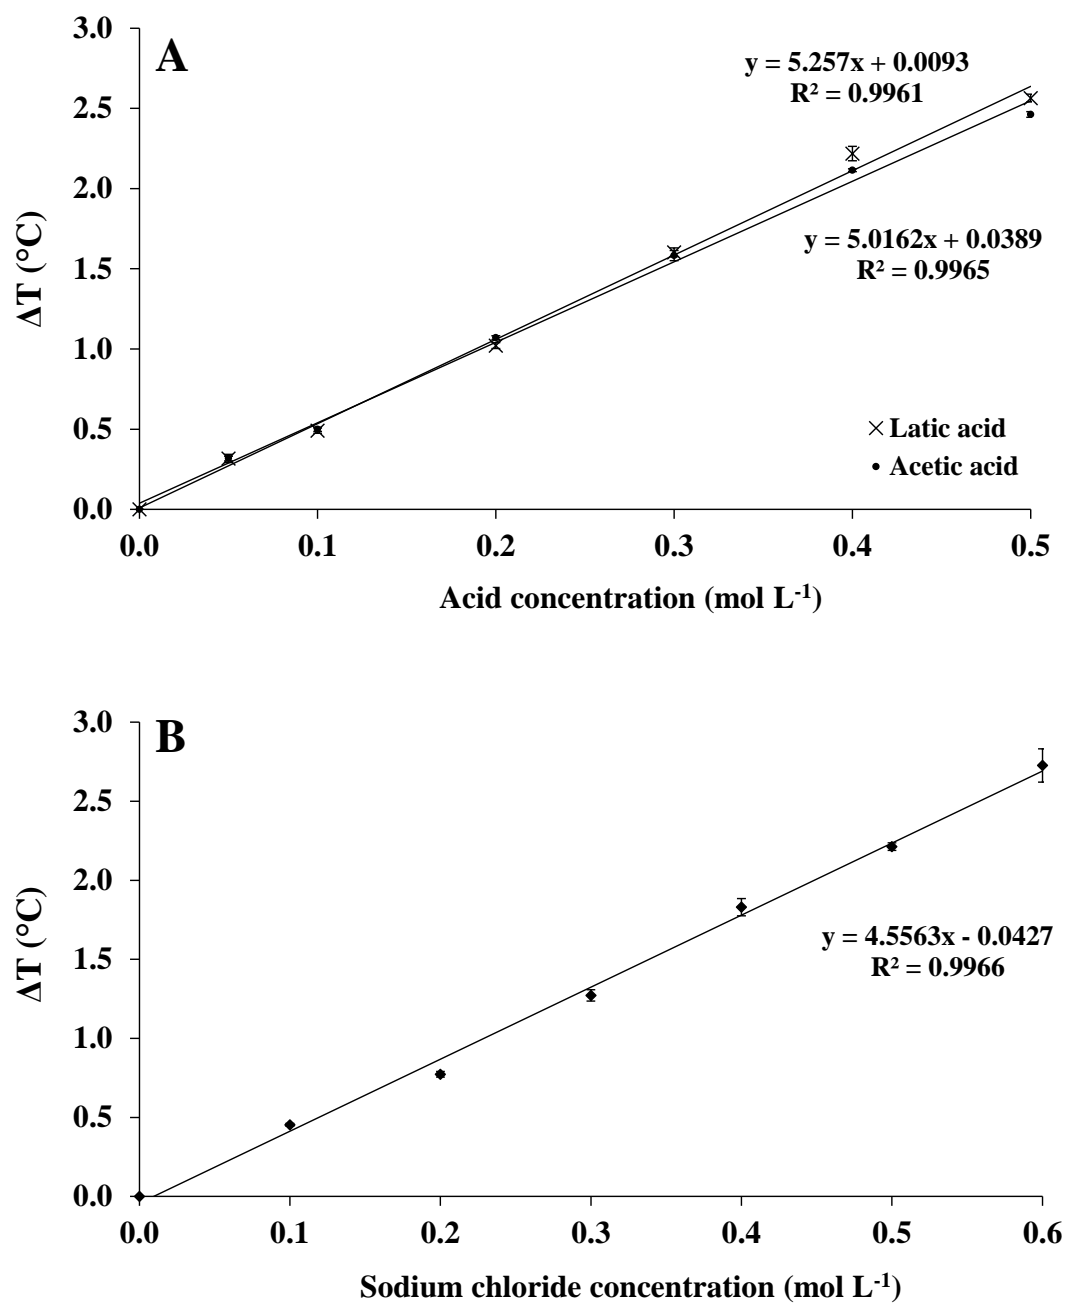 A
3.0
2.5
2.0
1.5
1.0
0.5
0.0
ΔT (°C)
y = 5.257x + 0.0093
R² = 0.9961
y = 5.0162x + 0.0389
R² = 0.9965
Latic acid
Acetic acid
0.0 0.1 0.2 0.3 0.4 0.5
Acid concentration (mol L⁻¹)
B
3.0
2.5
2.0
1.5
1.0
0.5
0.0
ΔT (°C)
y = 4.5563x - 0.0427
R² = 0.9966
0.0 0.1 0.2 0.3 0.4 0.5 0.6
Sodium chloride concentration (mol L⁻¹)